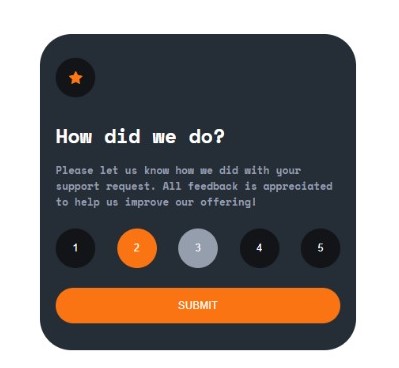 How did we do?
Please let us know how we did with your
support request. All feedback is appreciated
to help us improve our offering!
1 2 3 4 5
SUBMIT